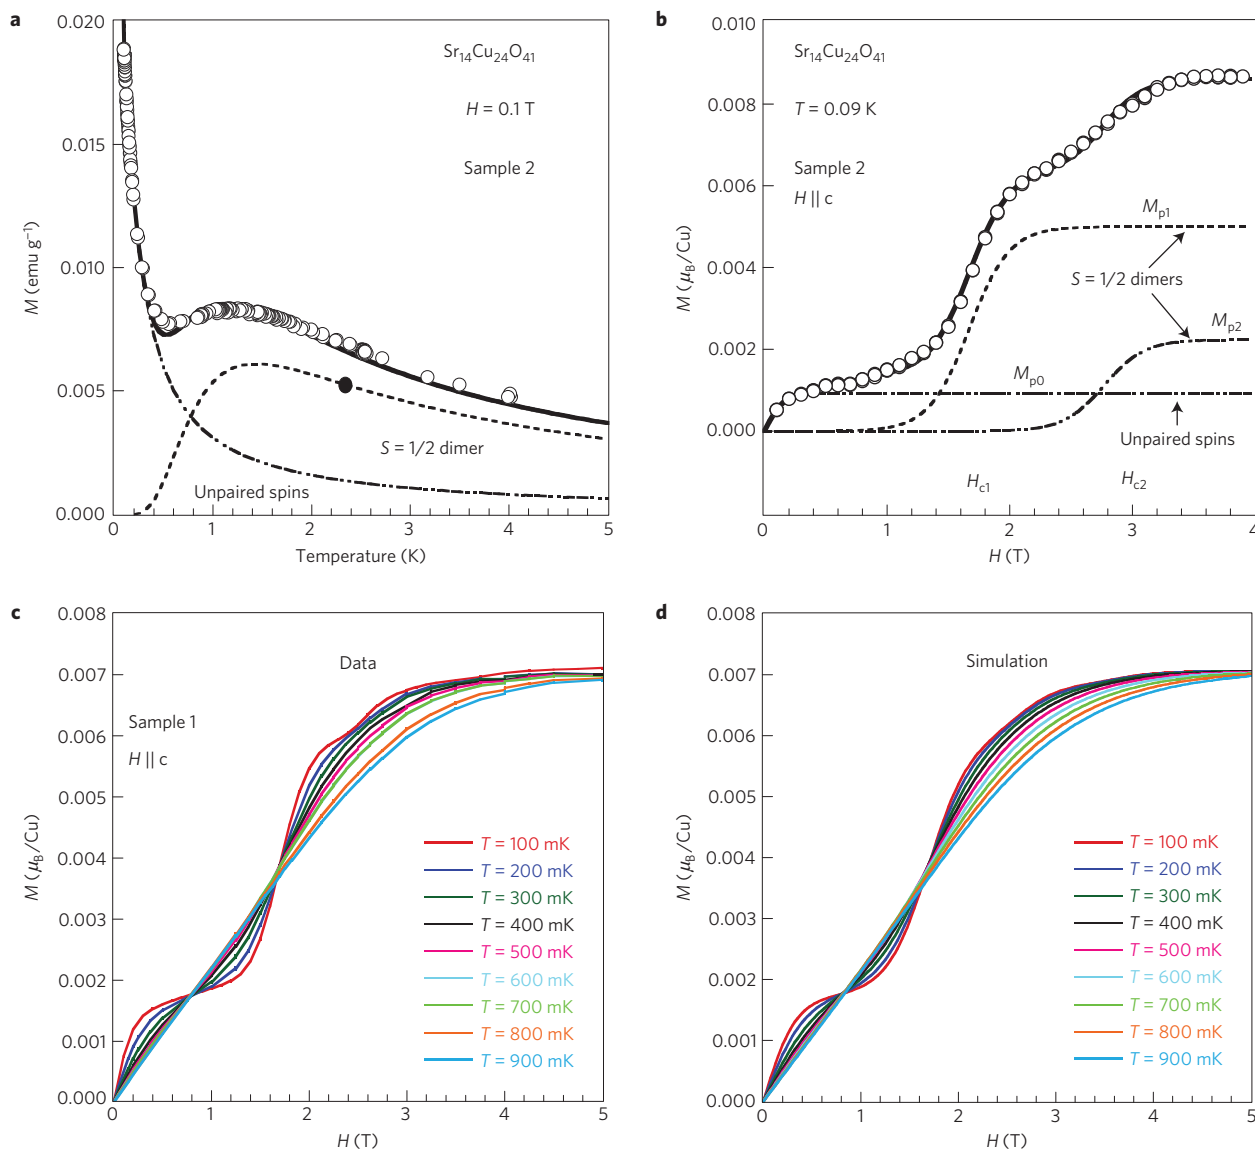 a
0.020
0.015
0.010
0.005
0.000
M (emu g⁻¹)
Sr₁₄Cu₂₄O₄₁
H = 0.1 T
Sample 2
S = 1/2 dimer
Unpaired spins
0 1 2 3 4 5
Temperature (K)
b
0.010
0.008
0.006
0.004
0.002
0.000
M (μB/Cu)
Sr₁₄Cu₂₄O₄₁
T = 0.09 K
Sample 2
H || c
Mp1
S = 1/2 dimers
Mp2
Mp0
Unpaired spins
Hc1 Hc2
0 1 2 3 4
H (T)
c
0.008
0.007
0.006
0.005
0.004
0.003
0.002
0.001
0.000
M (μB/Cu)
Data
Sample 1
H || c
T = 100 mK
T = 200 mK
T = 300 mK
T = 400 mK
T = 500 mK
T = 600 mK
T = 700 mK
T = 800 mK
T = 900 mK
0 1 2 3 4 5
H (T)
d
0.008
0.007
0.006
0.005
0.004
0.003
0.002
0.001
0.000
M (μB/Cu)
Simulation
T = 100 mK
T = 200 mK
T = 300 mK
T = 400 mK
T = 500 mK
T = 600 mK
T = 700 mK
T = 800 mK
T = 900 mK
0 1 2 3 4 5
H (T)